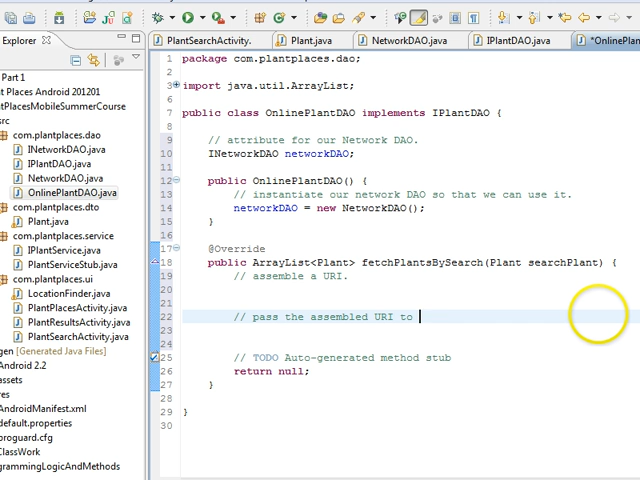 PlantSearchActivity.
Plant.java
NetworkDAO.java
IPlantDAO.java
*OnlinePlan
Explorer
Part 1
nt Places Android 201201
antPlacesMobileSummerCourse
src
com.plantplaces.dao
INetworkDAO.java
IPlantDAO.java
NetworkDAO.java
OnlinePlantDAO.java
com.plantplaces.dto
Plant.java
com.plantplaces.service
IPlantService.java
PlantServiceStub.java
com.plantplaces.ui
LocationFinder.java
PlantPlacesActivity.java
PlantResultsActivity.java
PlantSearchActivity.java
gen [Generated Java Files]
Android 2.2
assets
res
AndroidManifest.xml
default.properties
proguard.cfg
ClassWork
grammingLogicAndMethods
1 package com.plantplaces.dao;
2
3 import java.util.ArrayList;
6
7 public class OnlinePlantDAO implements IPlantDAO {
8
9 // attribute for our Network DAO.
10 INetworkDAO networkDAO;
11
12 public OnlinePlantDAO() {
13 // instantiate our network DAO so that we can use it.
14 networkDAO = new NetworkDAO();
15 }
16
17 @Override
18 public ArrayList<Plant> fetchPlantsBySearch(Plant searchPlant) {
19 // assemble a URI.
20
21
22 // pass the assembled URI to
23
24
25 // TODO Auto-generated method stub
26 return null;
27 }
28
29 }
30